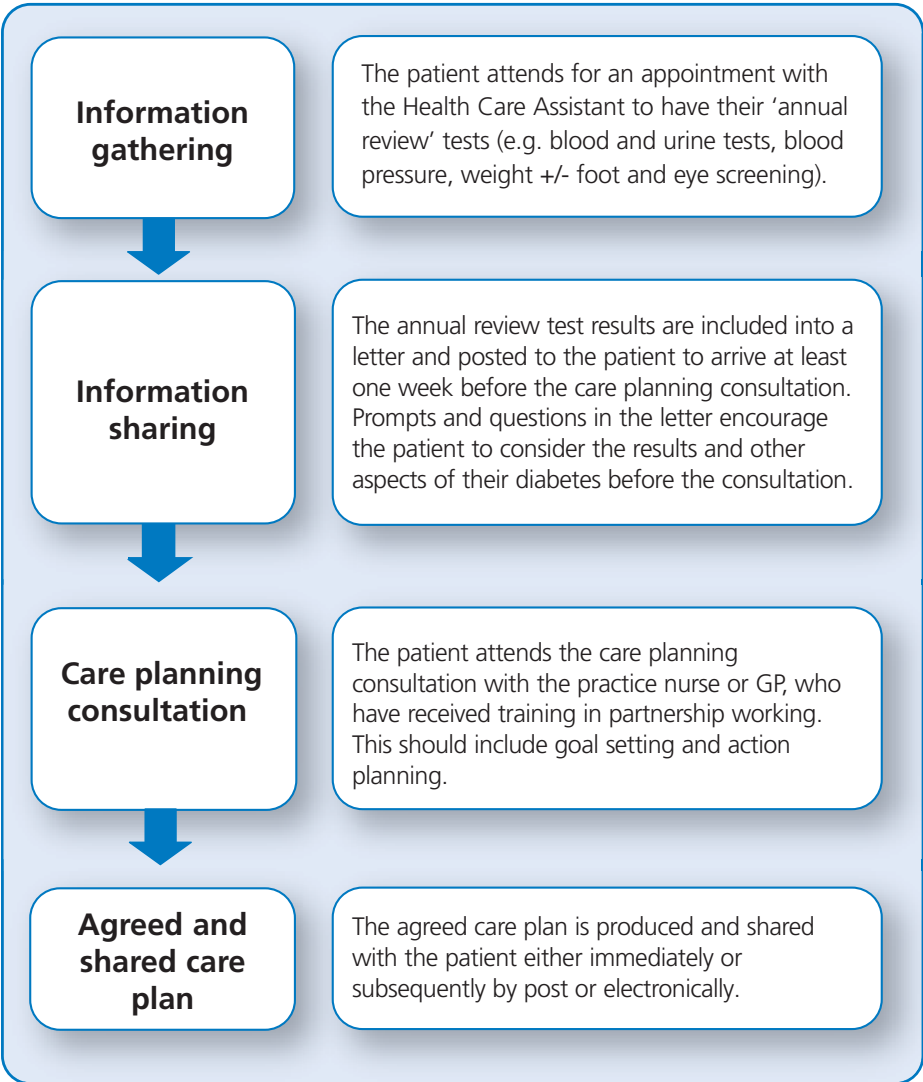 Information
gathering
The patient attends for an appointment with
the Health Care Assistant to have their ‘annual
review’ tests (e.g. blood and urine tests, blood
pressure, weight +/- foot and eye screening).
Information
sharing
The annual review test results are included into a
letter and posted to the patient to arrive at least
one week before the care planning consultation.
Prompts and questions in the letter encourage
the patient to consider the results and other
aspects of their diabetes before the consultation.
Care planning
consultation
The patient attends the care planning
consultation with the practice nurse or GP, who
have received training in partnership working.
This should include goal setting and action
planning.
Agreed and
shared care
plan
The agreed care plan is produced and shared
with the patient either immediately or
subsequently by post or electronically.